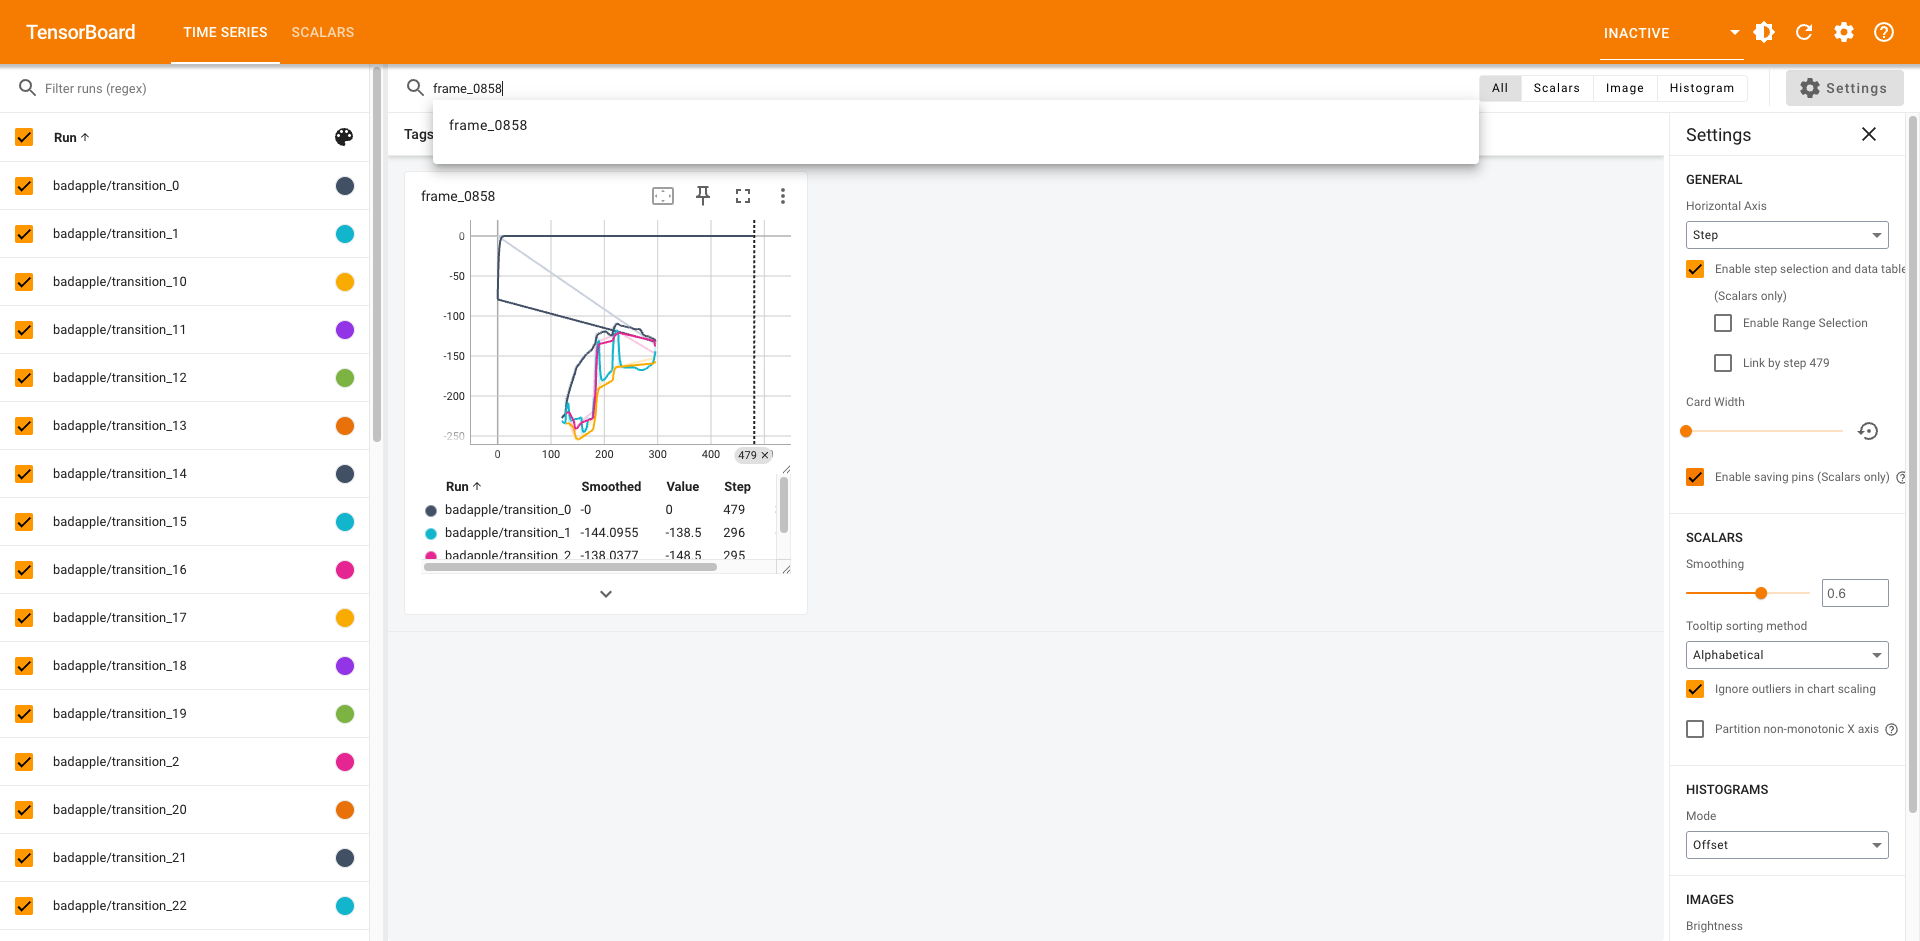 TensorBoard
TIME SERIES
SCALARS
INACTIVE
Filter runs (regex)
Run
badapple/transition_0
badapple/transition_1
badapple/transition_10
badapple/transition_11
badapple/transition_12
badapple/transition_13
badapple/transition_14
badapple/transition_15
badapple/transition_16
badapple/transition_17
badapple/transition_18
badapple/transition_19
badapple/transition_2
badapple/transition_20
badapple/transition_21
badapple/transition_22
frame_0858
frame_0858
All
Scalars
Image
Histogram
Settings
Tags
frame_0858
0
-50
-100
-150
-200
-250
0 100 200 300 400 479
Run Smoothed Value Step
badapple/transition_0 -0 0 479
badapple/transition_1 -144.0955 -138.5 296
badapple/transition_2 -138.0377 -148.5 295
Settings
GENERAL
Horizontal Axis
Step
Enable step selection and data table
(Scalars only)
Enable Range Selection
Link by step 479
Card Width
Enable saving pins (Scalars only)
SCALARS
Smoothing
0.6
Tooltip sorting method
Alphabetical
Ignore outliers in chart scaling
Partition non-monotonic X axis
HISTOGRAMS
Mode
Offset
IMAGES
Brightness